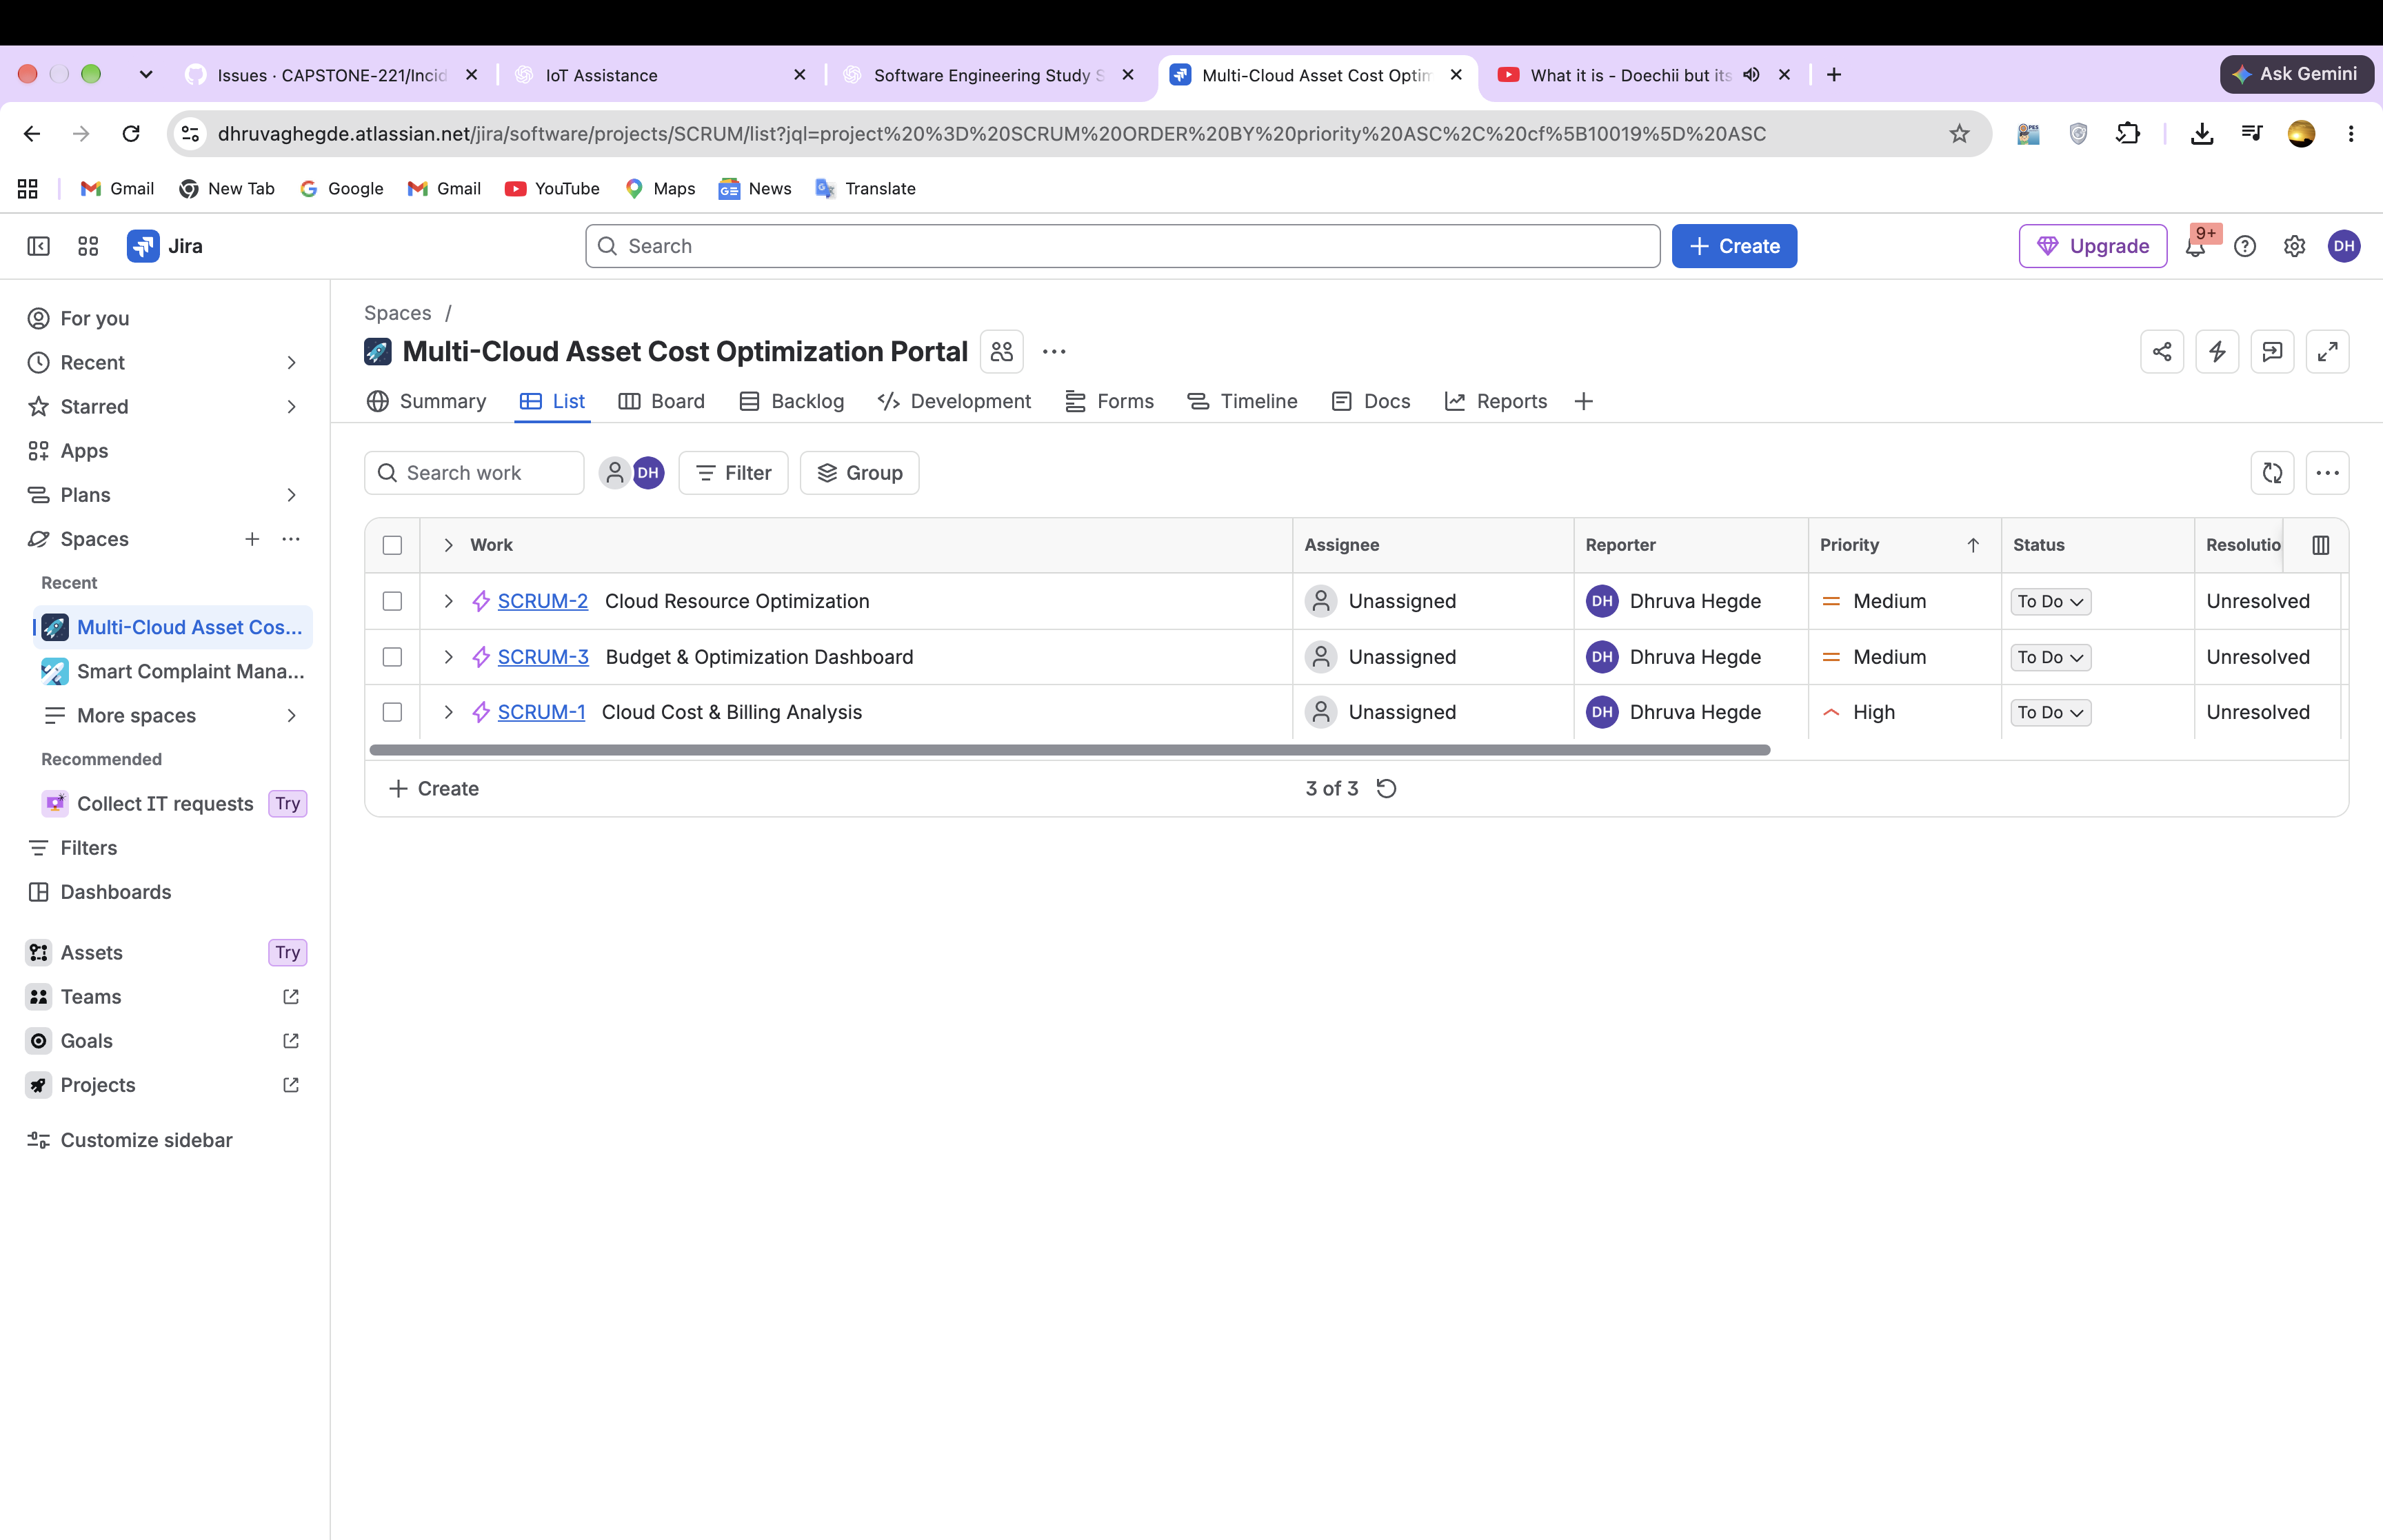 Issues · CAPSTONE-221/Incid
IoT Assistance
Software Engineering Study S
Multi-Cloud Asset Cost Optim
What it is - Doechii but its
Ask Gemini
dhruvaghegde.atlassian.net/jira/software/projects/SCRUM/list?jql=project%20%3D%20SCRUM%20ORDER%20BY%20priority%20ASC%2C%20cf%5B10019%5D%20ASC
Gmail
New Tab
Google
Gmail
YouTube
Maps
News
Translate
Jira
Search
Create
Upgrade
9+
DH
For you
Recent
Starred
Apps
Plans
Spaces
Recent
Multi-Cloud Asset Cos...
Smart Complaint Mana...
More spaces
Recommended
Collect IT requests Try
Filters
Dashboards
Assets Try
Teams
Goals
Projects
Customize sidebar
Spaces /
Multi-Cloud Asset Cost Optimization Portal
Summary List Board Backlog Development Forms Timeline Docs Reports
Search work DH Filter Group
Work Assignee Reporter Priority Status Resolutio
SCRUM-2 Cloud Resource Optimization Unassigned DH Dhruva Hegde Medium To Do Unresolved
SCRUM-3 Budget & Optimization Dashboard Unassigned DH Dhruva Hegde Medium To Do Unresolved
SCRUM-1 Cloud Cost & Billing Analysis Unassigned DH Dhruva Hegde High To Do Unresolved
Create 3 of 3